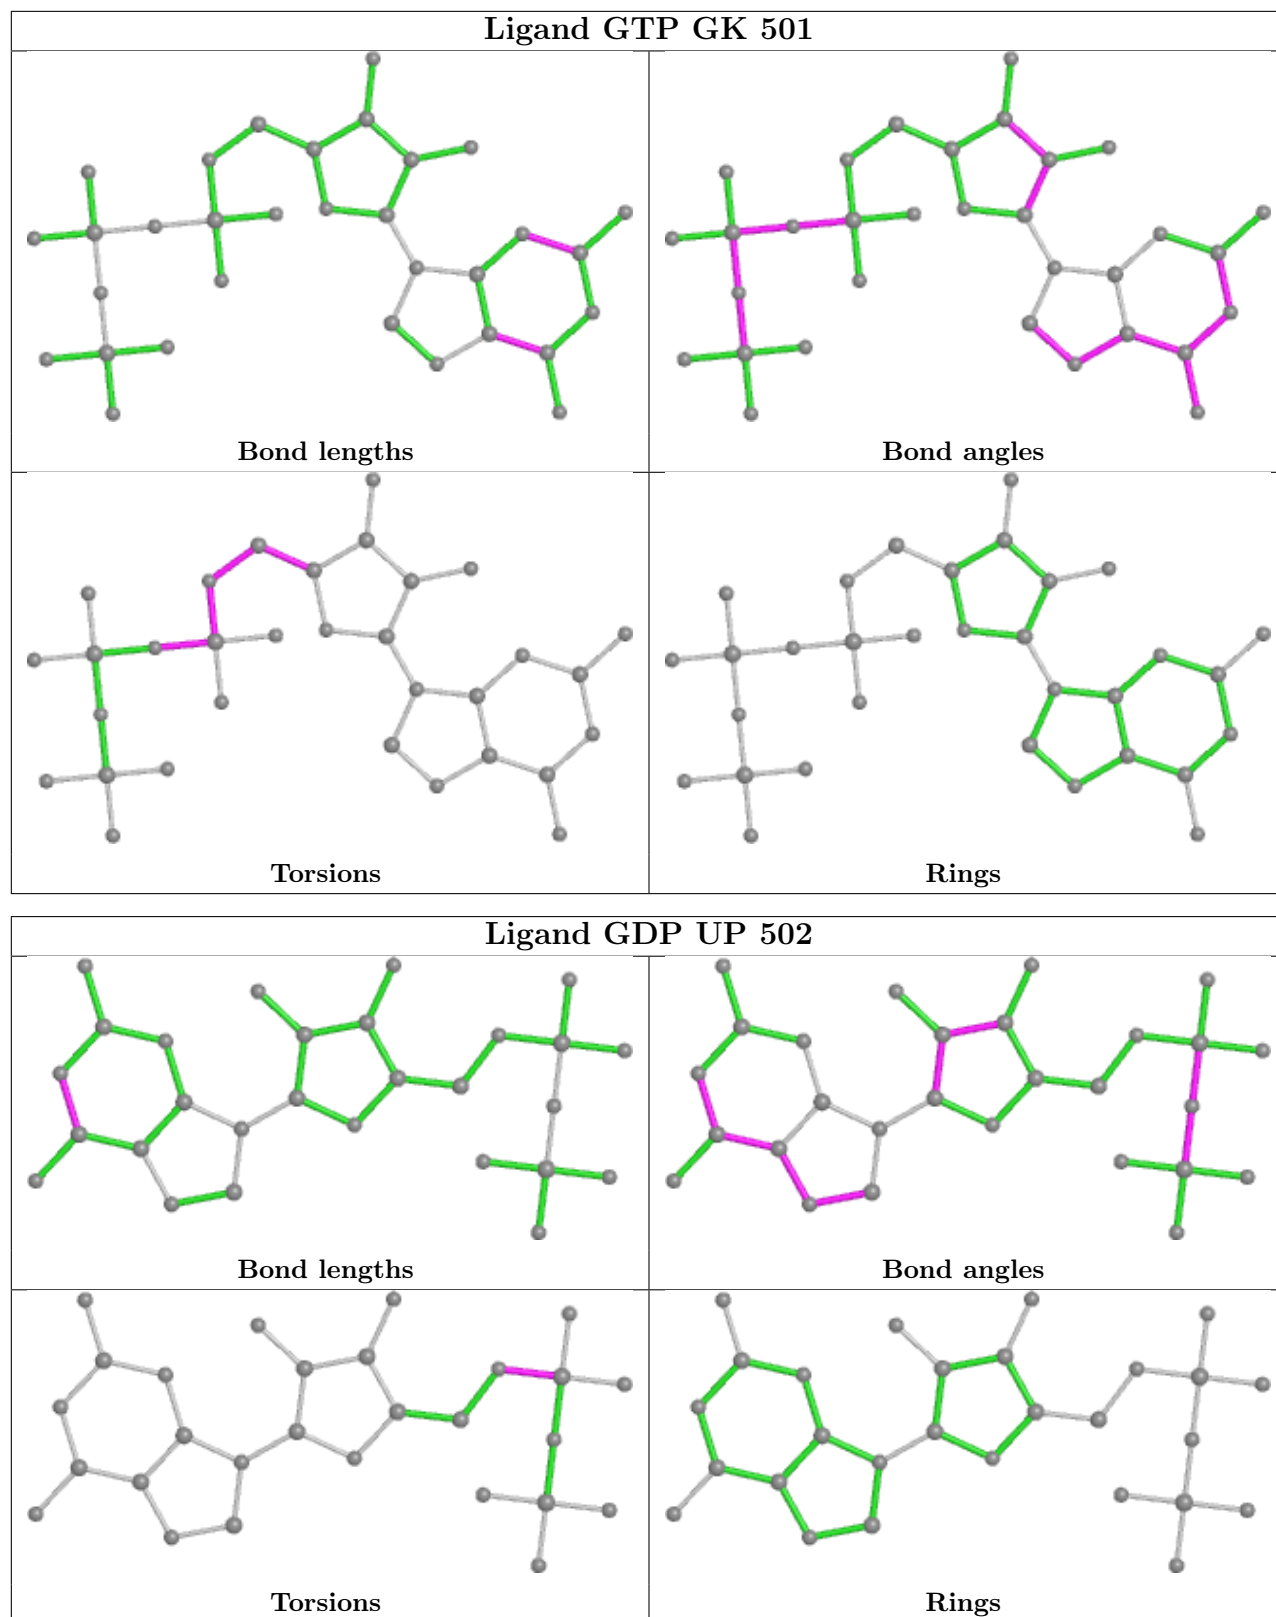 Ligand GTP GK 501
Bond lengths
Bond angles
Torsions
Rings
Ligand GDP UP 502
Bond lengths
Bond angles
Torsions
Rings